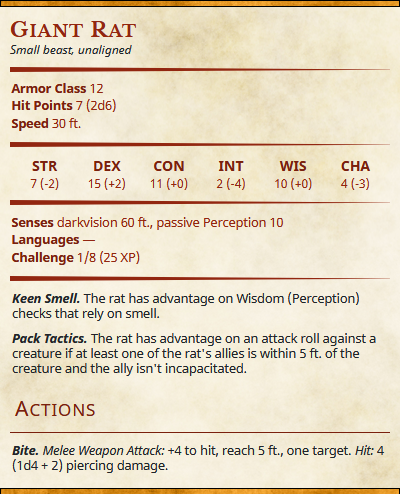 GIANT RAT
Small beast, unaligned
Armor Class 12
Hit Points 7 (2d6)
Speed 30 ft.
STR DEX CON INT WIS CHA
7 (-2) 15 (+2) 11 (+0) 2 (-4) 10 (+0) 4 (-3)
Senses darkvision 60 ft., passive Perception 10
Languages —
Challenge 1/8 (25 XP)
Keen Smell. The rat has advantage on Wisdom (Perception)
checks that rely on smell.
Pack Tactics. The rat has advantage on an attack roll against a
creature if at least one of the rat's allies is within 5 ft. of the
creature and the ally isn't incapacitated.
ACTIONS
Bite. Melee Weapon Attack: +4 to hit, reach 5 ft., one target. Hit: 4
(1d4 + 2) piercing damage.